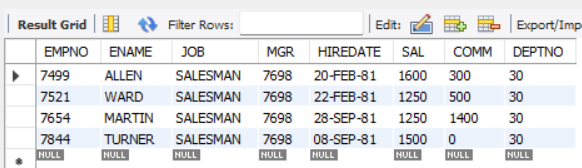 Result Grid Filter Rows: Edit: Export/Imp
EMPNO ENAME JOB MGR HIREDATE SAL COMM DEPTNO
7499 ALLEN SALESMAN 7698 20-FEB-81 1600 300 30
7521 WARD SALESMAN 7698 22-FEB-81 1250 500 30
7654 MARTIN SALESMAN 7698 28-SEP-81 1250 1400 30
7844 TURNER SALESMAN 7698 08-SEP-81 1500 0 30
NULL NULL NULL NULL NULL NULL NULL NULL